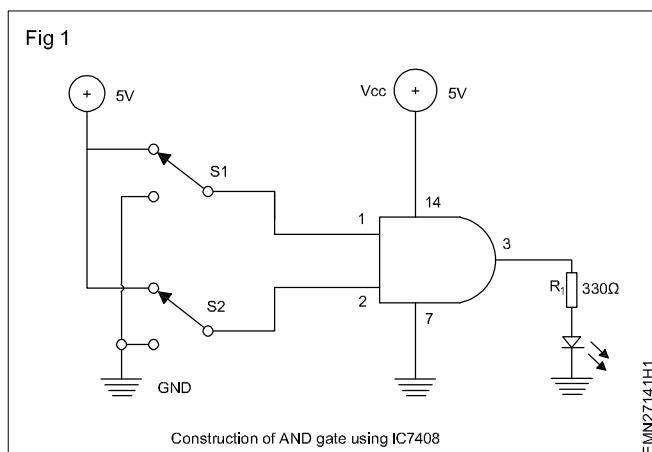 Fig 1
5V
Vcc
5V
S1
1
14
3
2
S2
7
R1
330Ω
GND
Construction of AND gate using IC7408
EMN27141H1